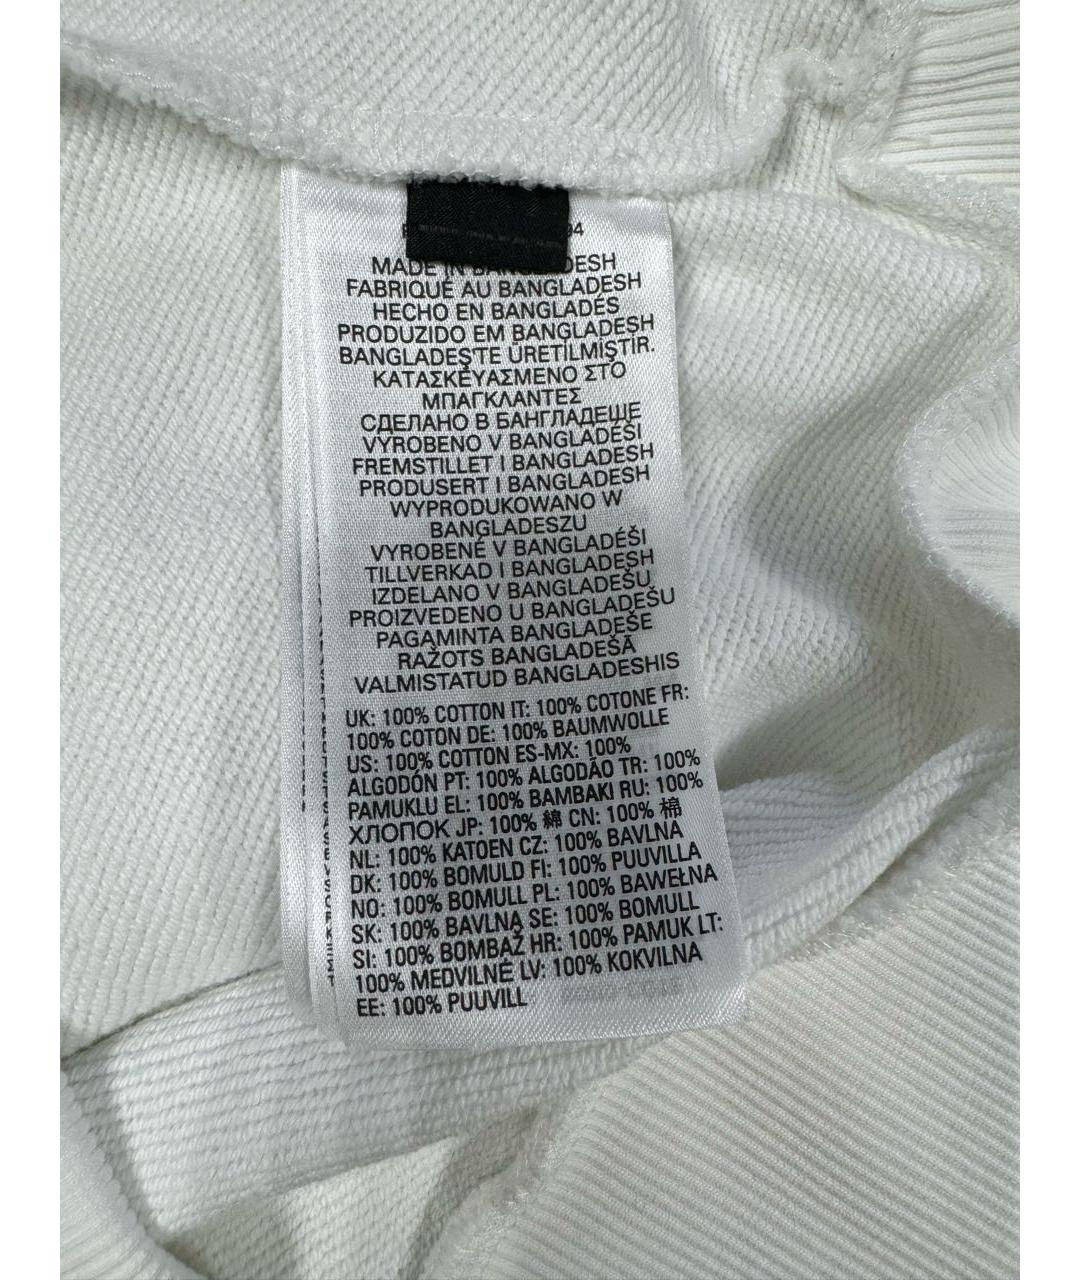 94
MADE IN BANGLADESH
FABRIQUÉ AU BANGLADESH
HECHO EN BANGLADÉS
PRODUZIDO EM BANGLADESH
BANGLADEŞ'TE ÜRETİLMİŞTİR.
ΚΑΤΑΣΚΕΥΑΣΜΕΝΟ ΣΤΟ
ΜΠΑΓΚΛΑΝΤΕΣ
СДЕЛАНО В БАНГЛАДЕШЕ
VYROBENO V BANGLADÉŠI
FREMSTILLET I BANGLADESH
PRODUSERT I BANGLADESH
WYPRODUKOWANO W
BANGLADESZU
VYROBENÉ V BANGLADÉŠI
TILLVERKAD I BANGLADESH
IZDELANO V BANGLADEŠU
PROIZVEDENO U BANGLADEŠU
PAGAMINTA BANGLADEŠE
RAŽOTS BANGLADEŠĀ
VALMISTATUD BANGLADESHIS
UK: 100% COTTON IT: 100% COTONE FR:
100% COTON DE: 100% BAUMWOLLE
US: 100% COTTON ES-MX: 100%
ALGODÓN PT: 100% ALGODÃO TR: 100%
PAMUKLU EL: 100% ΒΑΜΒΑΚΙ RU: 100%
ХЛОПОК JP: 100% 綿 CN: 100% 棉
NL: 100% KATOEN CZ: 100% BAVLNA
DK: 100% BOMULD FI: 100% PUUVILLA
NO: 100% BOMULL PL: 100% BAWEŁNA
SK: 100% BAVLNA SE: 100% BOMULL
SI: 100% BOMBAŽ HR: 100% PAMUK LT:
100% MEDVILNĖ LV: 100% KOKVILNA
EE: 100% PUUVILL